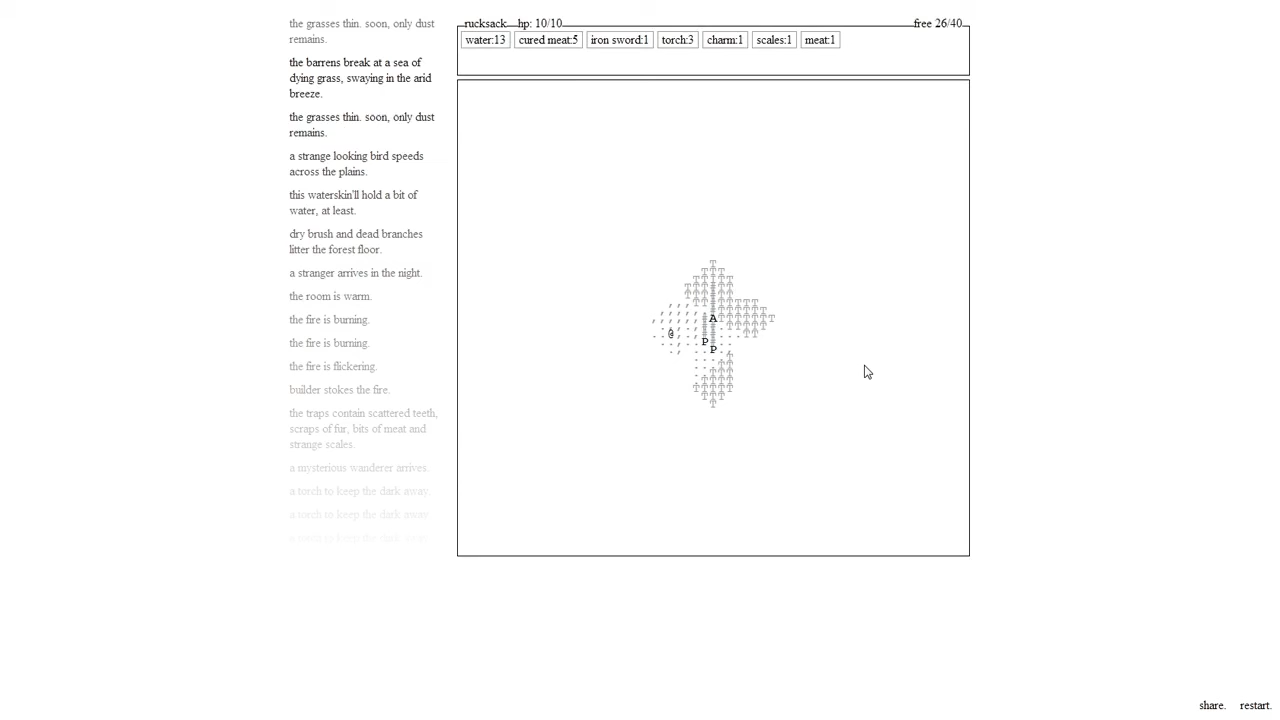 the grasses thin. soon, only dust
remains.
the barrens break at a sea of
dying grass, swaying in the arid
breeze.
the grasses thin. soon, only dust
remains.
a strange looking bird speeds
across the plains.
this waterskin'll hold a bit of
water, at least.
dry brush and dead branches
litter the forest floor.
a stranger arrives in the night.
the room is warm.
the fire is burning.
the fire is burning.
the fire is flickering.
builder stokes the fire.
the traps contain scattered teeth,
scraps of fur, bits of meat and
strange scales.
a mysterious wanderer arrives.
a torch to keep the dark away.
a torch to keep the dark away.
a torch to keep the dark away.
rucksack hp: 10/10 free 26/40
water:13 cured meat:5 iron sword:1 torch:3 charm:1 scales:1 meat:1
A
@
P
P
share. restart.